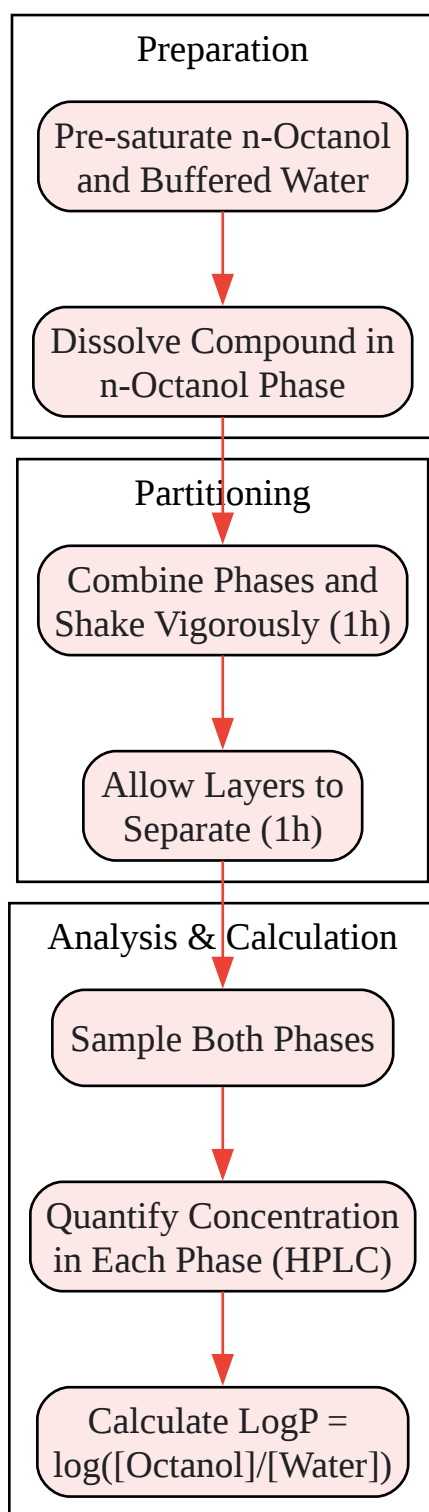 Preparation
Pre-saturate n-Octanol
and Buffered Water
Dissolve Compound in
n-Octanol Phase
Partitioning
Combine Phases and
Shake Vigorously (1h)
Allow Layers to
Separate (1h)
Analysis & Calculation
Sample Both Phases
Quantify Concentration
in Each Phase (HPLC)
Calculate LogP =
log([Octanol]/[Water])